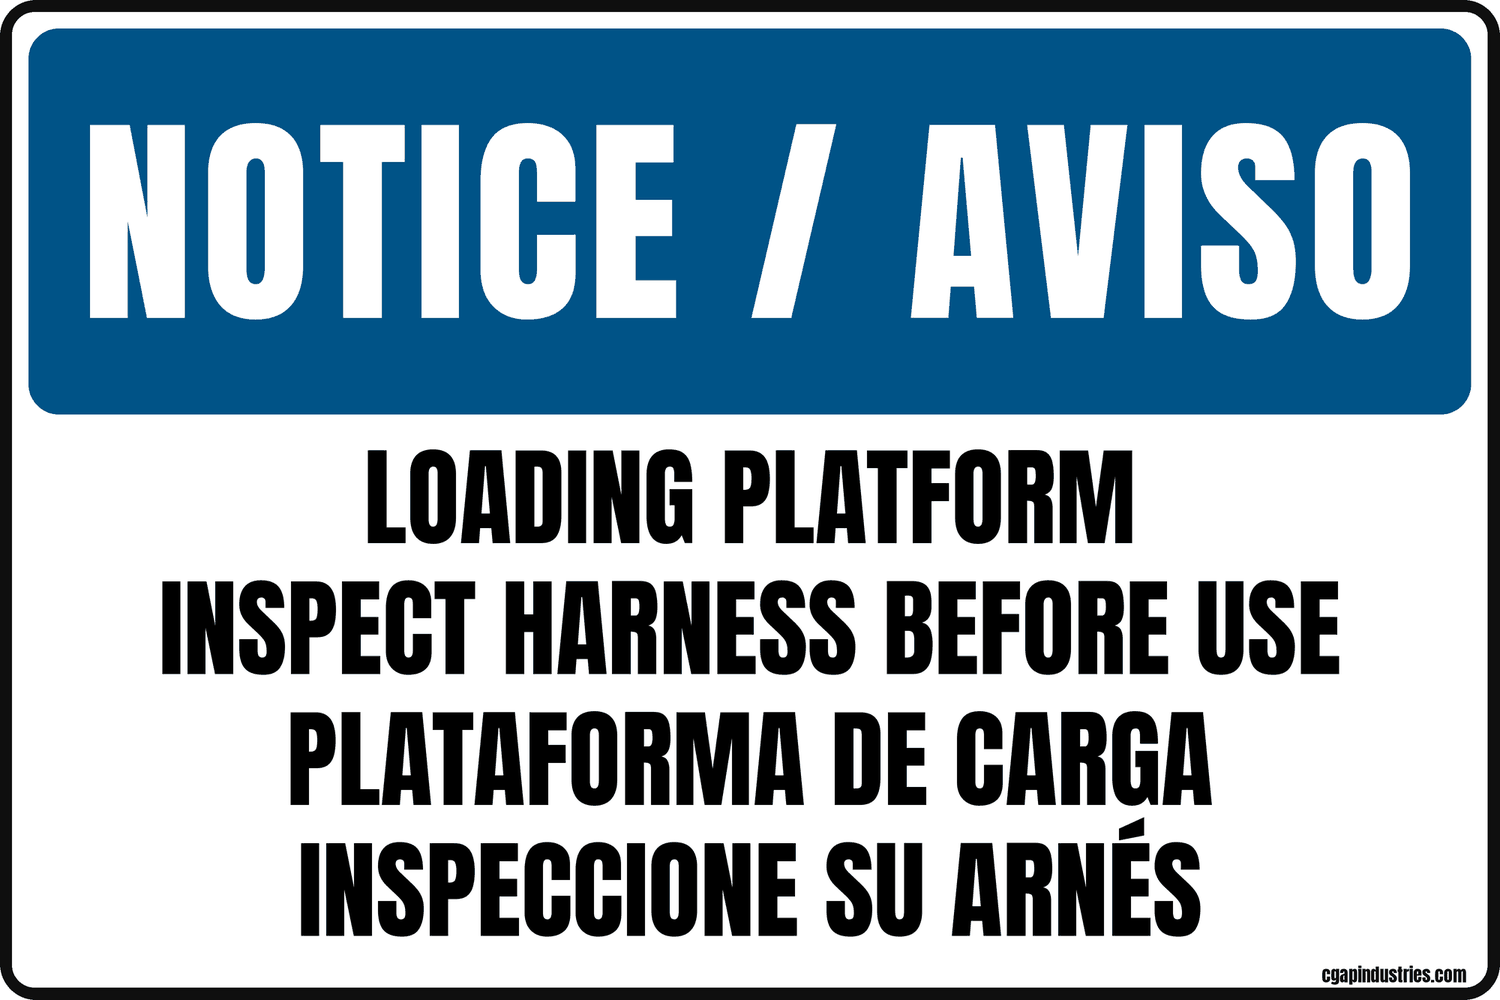 NOTICE / AVISO
LOADING PLATFORM
INSPECT HARNESS BEFORE USE
PLATAFORMA DE CARGA
INSPECCIONE SU ARNÉS
cgapindustries.com